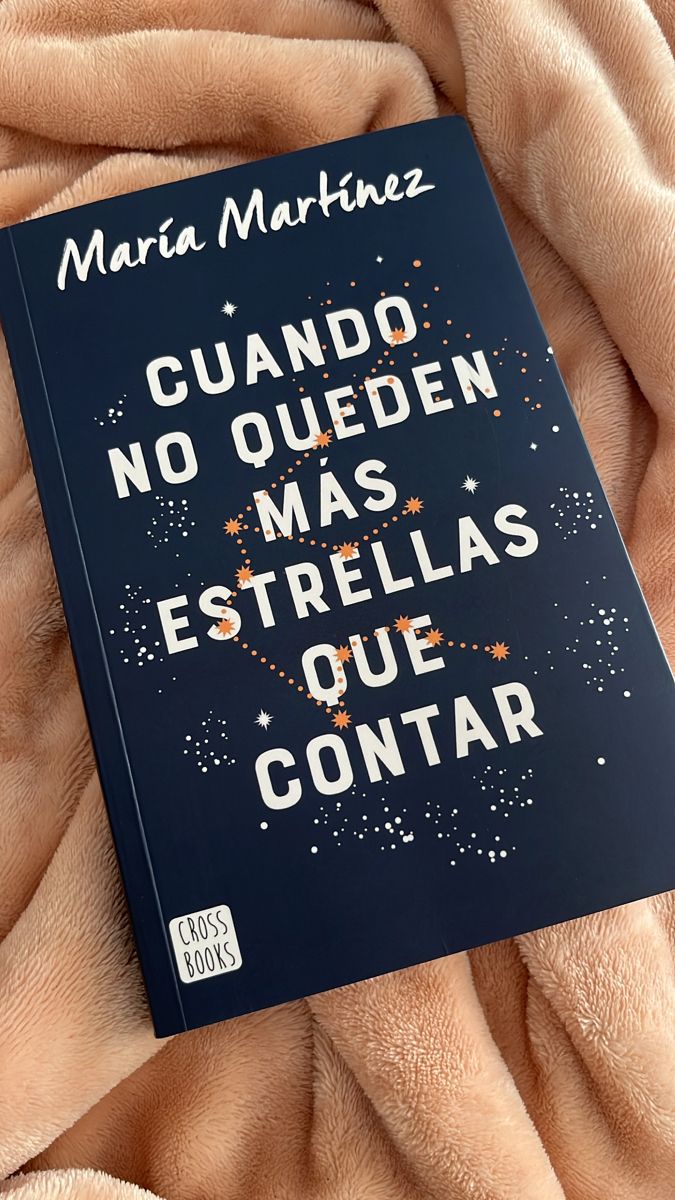 María Martínez
CUANDO
NO QUEDEN
MÁS
ESTRELLAS
QUE
CONTAR
CROSS
BOOKS